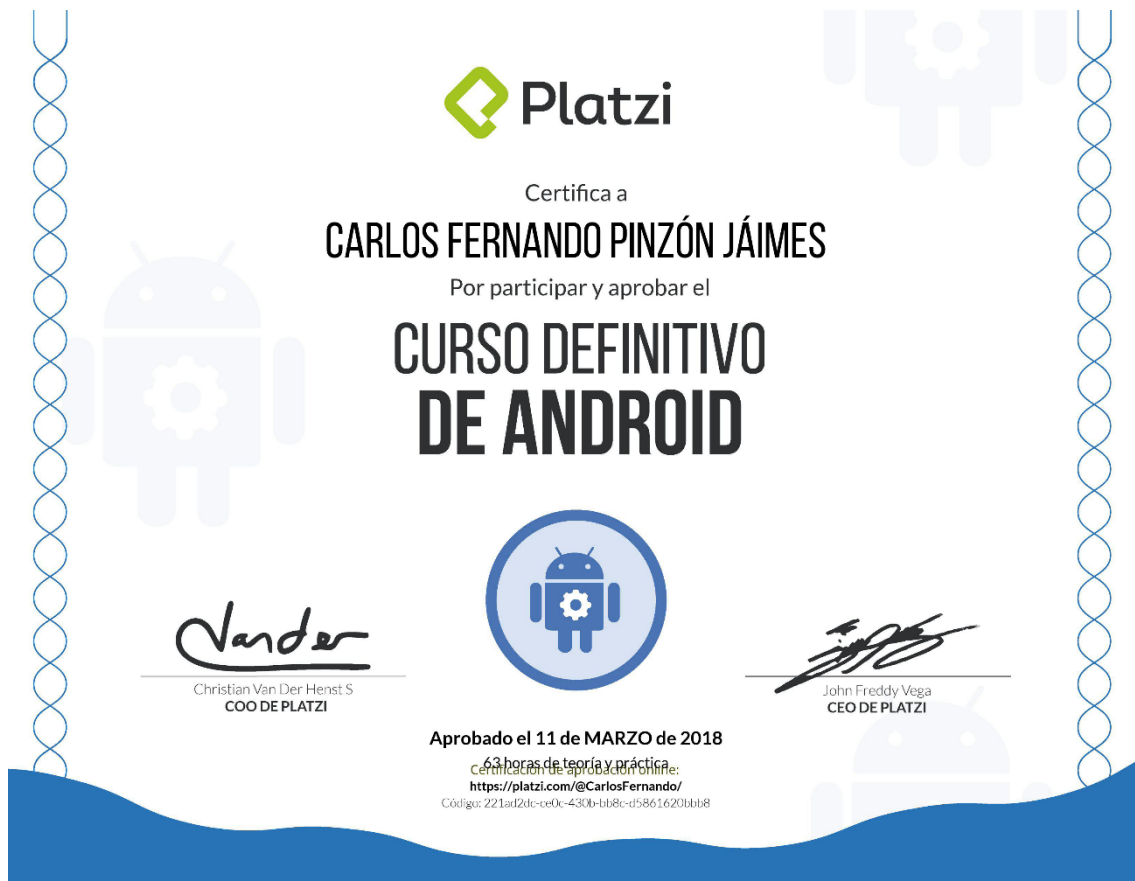 Platzi
Certifica a
CARLOS FERNANDO PINZÓN JÁIMES
Por participar y aprobar el
CURSO DEFINITIVO
DE ANDROID
Vander
Christian Van Der Henst S
COO DE PLATZI
John Freddy Vega
CEO DE PLATZI
Aprobado el 11 de MARZO de 2018
63 horas de teoría y práctica
Certificación de aprobación online:
https://platzi.com/@CarlosFernando/
Código: 221ad2dc-ce0c-430b-bb8c-d5861620bbb8